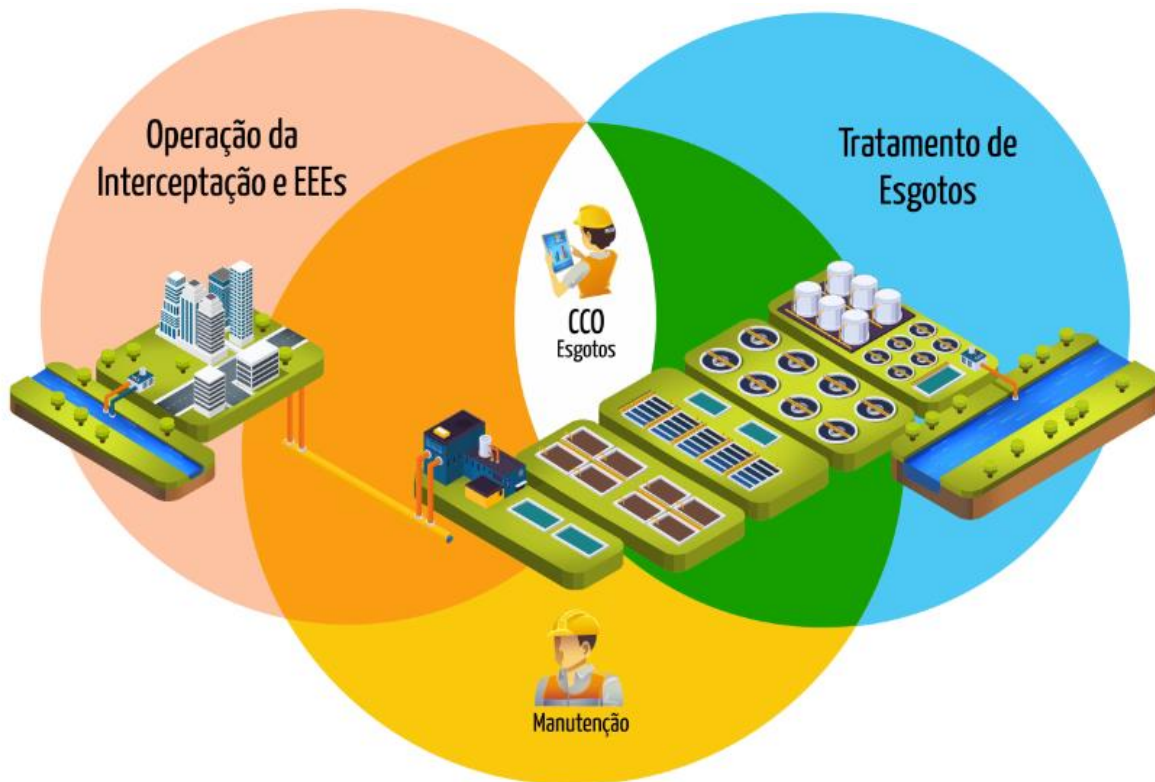 Operação da
Interceptação e EEEs
Tratamento de
Esgotos
CCO
Esgotos
Manutenção